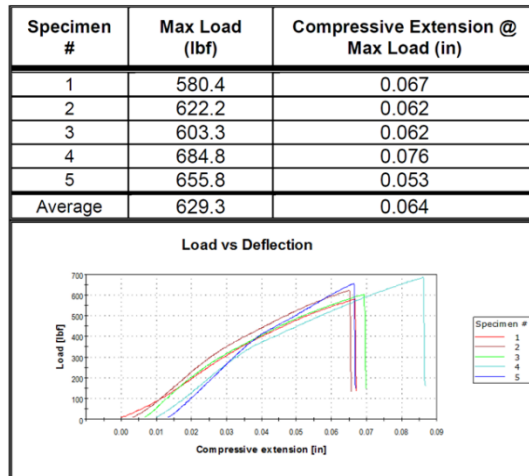 Specimen # Max Load (lbf) Compressive Extension @ Max Load (in)
1 580.4 0.067
2 622.2 0.062
3 603.3 0.062
4 684.8 0.076
5 655.8 0.053
Average 629.3 0.064
Load vs Deflection
Load [lbf]
700
600
500
400
300
200
100
0
0.00 0.01 0.02 0.03 0.04 0.05 0.06 0.07 0.08 0.09
Compressive extension [in]
Specimen #
1
2
3
4
5